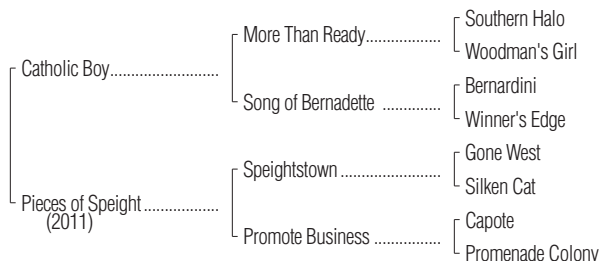 Southern Halo
More Than Ready....................
Woodman's Girl
Catholic Boy.............................
Bernardini
Song of Bernadette ...............
Winner's Edge
Gone West
Speightstown ..........................
Silken Cat
Pieces of Speight ....................
(2011)
Capote
Promote Business .................
Promenade Colony